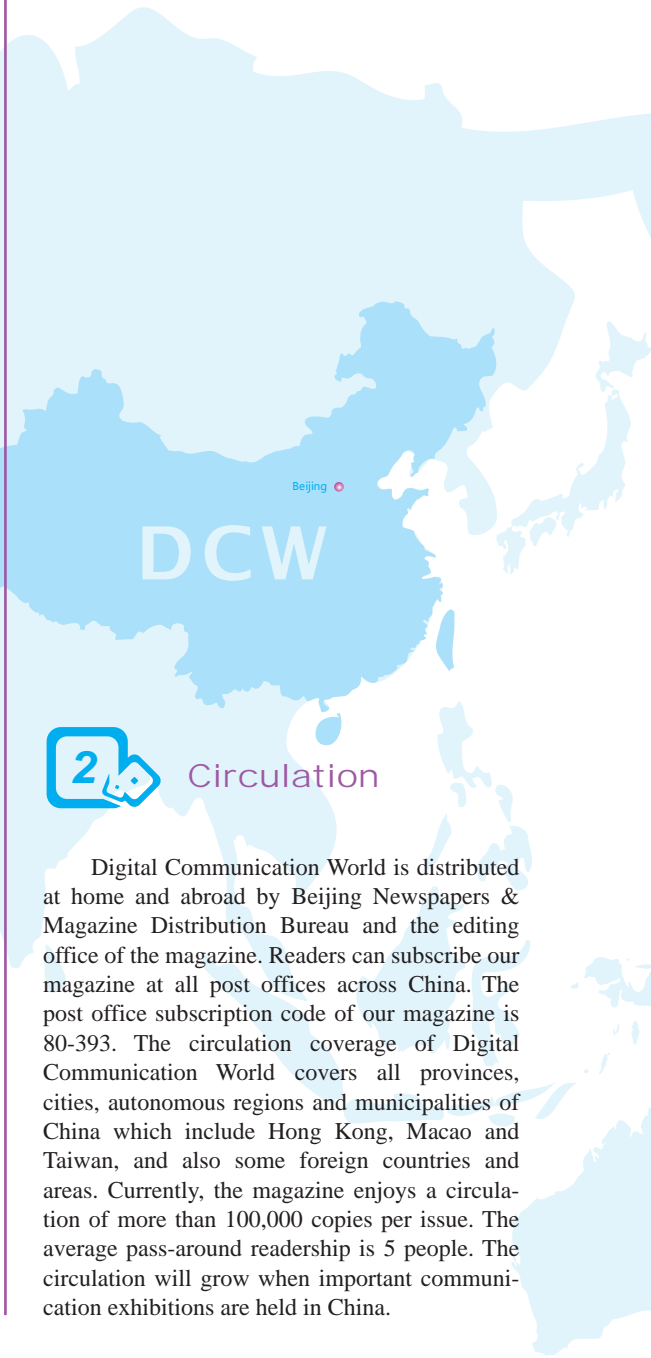 Beijing
DCW
2
Circulation
Digital Communication World is distributed
at home and abroad by Beijing Newspapers &
Magazine Distribution Bureau and the editing
office of the magazine. Readers can subscribe our
magazine at all post offices across China. The
post office subscription code of our magazine is
80-393. The circulation coverage of Digital
Communication World covers all provinces,
cities, autonomous regions and municipalities of
China which include Hong Kong, Macao and
Taiwan, and also some foreign countries and
areas. Currently, the magazine enjoys a circula-
tion of more than 100,000 copies per issue. The
average pass-around readership is 5 people. The
circulation will grow when important communi-
cation exhibitions are held in China.